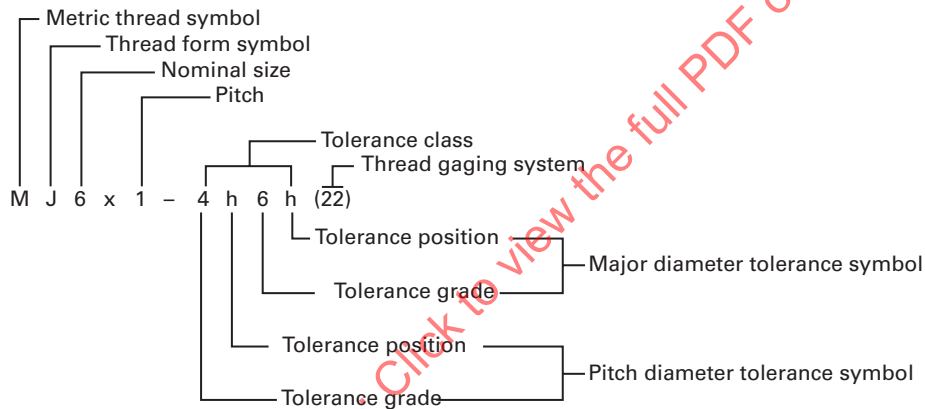 Metric thread symbol
Thread form symbol
Nominal size
Pitch
Tolerance class
Thread gaging system
M J 6 x 1 – 4 h 6 h (22)
Tolerance position
Major diameter tolerance symbol
Tolerance grade
Tolerance position
Pitch diameter tolerance symbol
Tolerance grade
Click to view the full PDF o